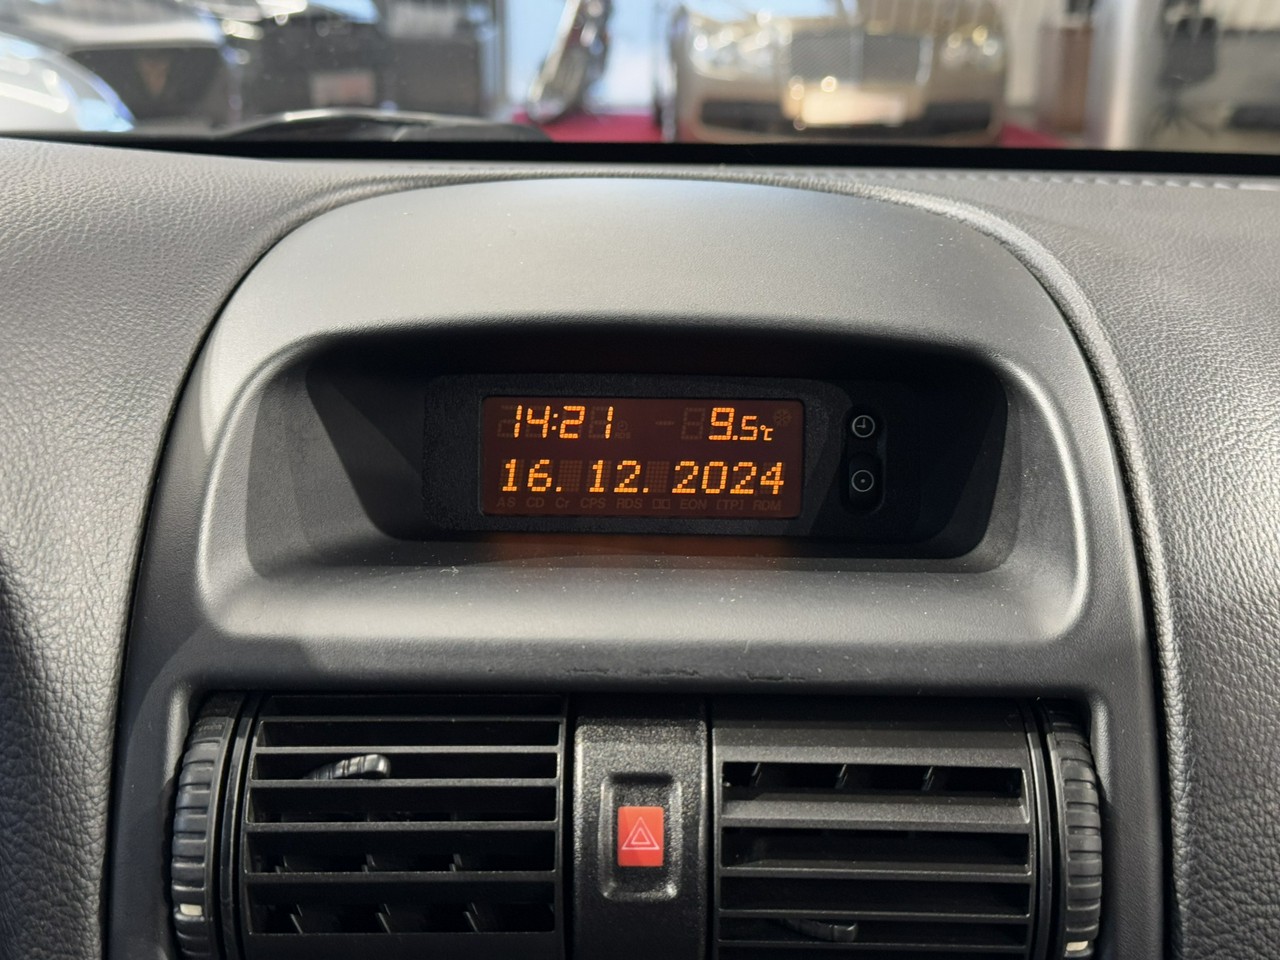 14:21 9.5°C
16. 12. 2024
AS CD Cr CPS RDS EON [TP] RDM